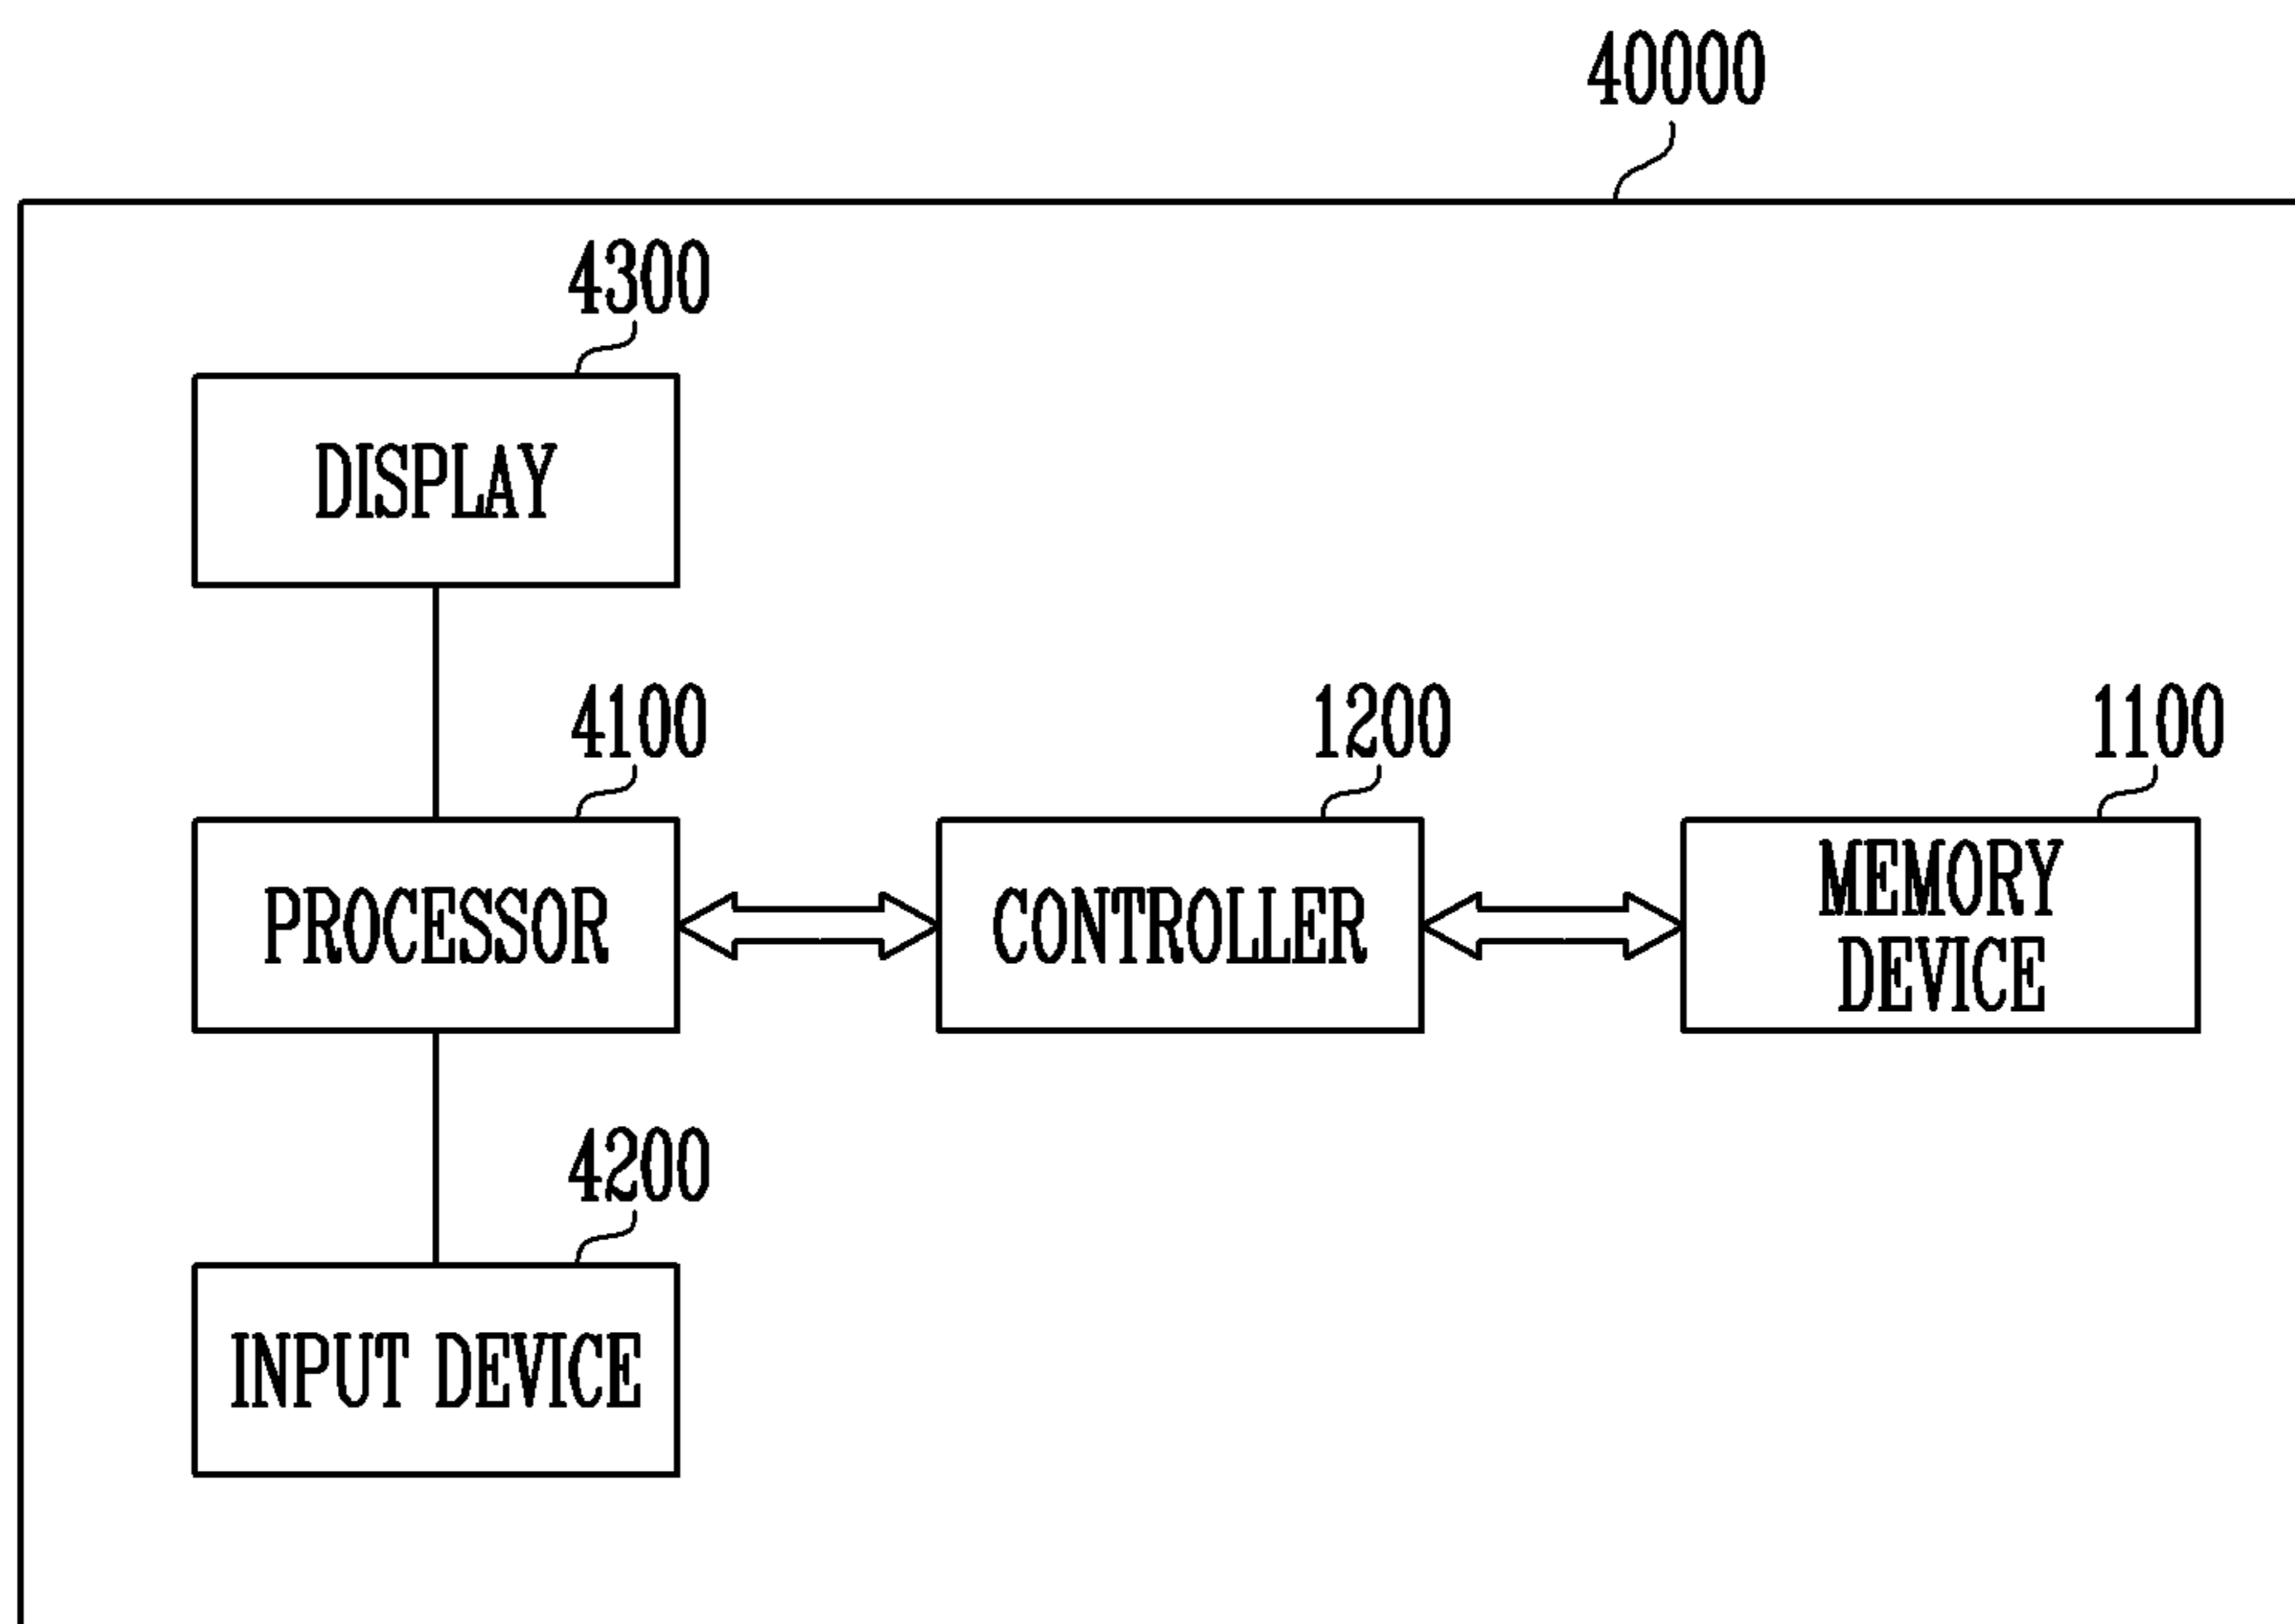 40000
4300
DISPLAY
4100
1200
1100
PROCESSOR
CONTROLLER
MEMORY
DEVICE
4200
INPUT DEVICE